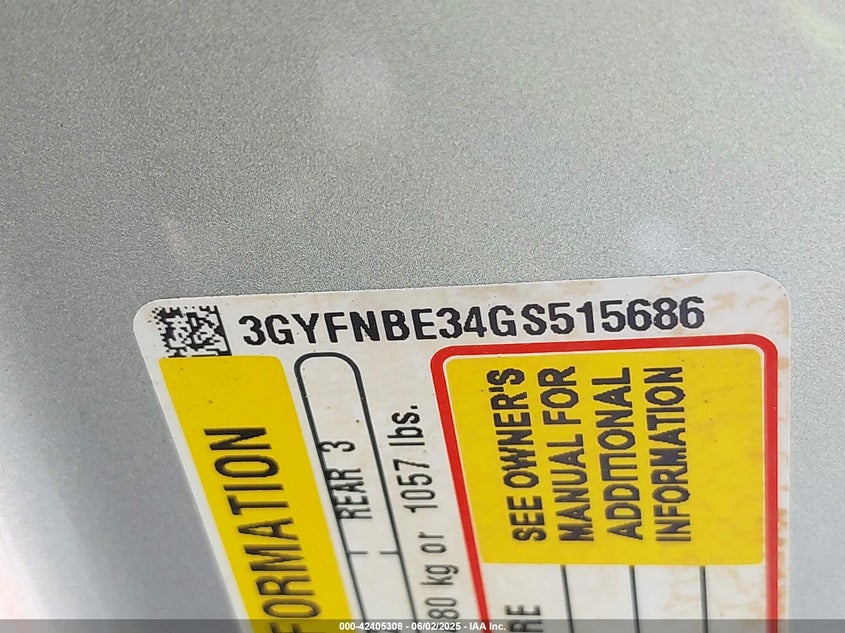 3GYFNBE34GS515686
FORMATION
REAR 3
80 kg or 1057 lbs.
SEE OWNER'S
MANUAL FOR
ADDITIONAL
INFORMATION
RE
000-42405308 - 06/02/2025 - IAA Inc.